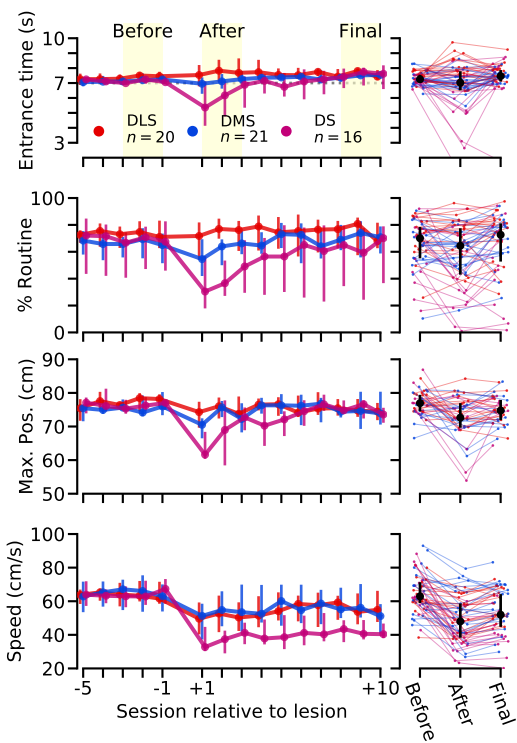 Before After Final
Entrance time (s)
10
7
3
DLS
n = 20
DMS
n = 21
DS
n = 16
% Routine
100
0
Max. Pos. (cm)
90
80
70
60
50
Speed (cm/s)
100
80
60
40
20
-5 -1 +1 +10
Session relative to lesion
Before
After
Final